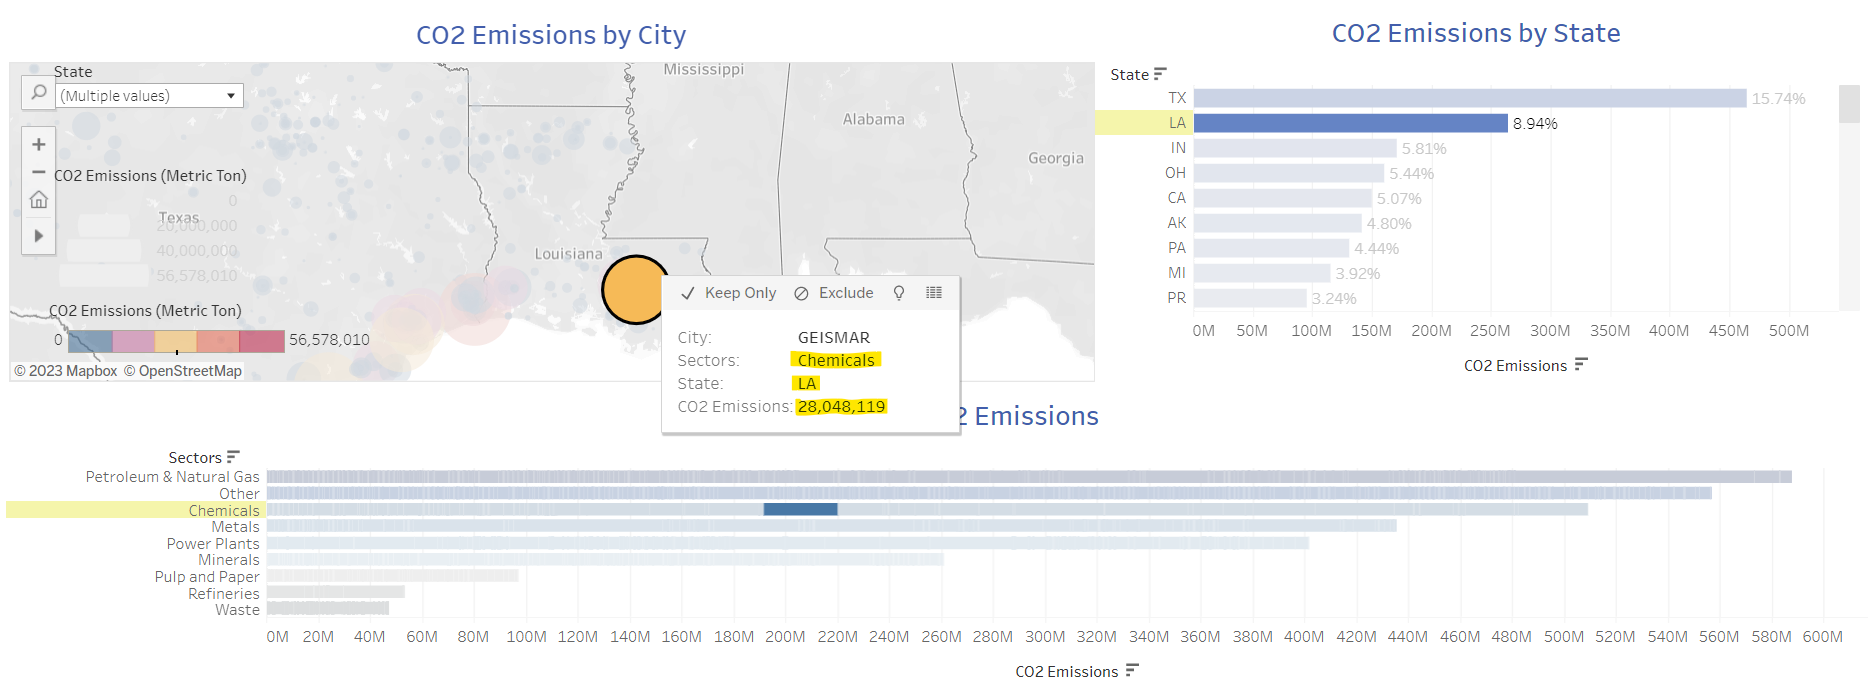 CO2 Emissions by City
State
(Multiple values)
Mississippi
Alabama
Georgia
CO2 Emissions (Metric Ton)
0
Texas
20,000,000
40,000,000
56,578,010
Louisiana
CO2 Emissions (Metric Ton)
0
56,578,010
© 2023 Mapbox © OpenStreetMap
Keep Only
Exclude
City: GEISMAR
Sectors: Chemicals
State: LA
CO2 Emissions: 28,048,119
CO2 Emissions by State
State
TX 15.74%
LA 8.94%
IN 5.81%
OH 5.44%
CA 5.07%
AK 4.80%
PA 4.44%
MI 3.92%
PR 3.24%
0M 50M 100M 150M 200M 250M 300M 350M 400M 450M 500M
CO2 Emissions
2 Emissions
Sectors
Petroleum & Natural Gas
Other
Chemicals
Metals
Power Plants
Minerals
Pulp and Paper
Refineries
Waste
0M 20M 40M 60M 80M 100M 120M 140M 160M 180M 200M 220M 240M 260M 280M 300M 320M 340M 360M 380M 400M 420M 440M 460M 480M 500M 520M 540M 560M 580M 600M
CO2 Emissions